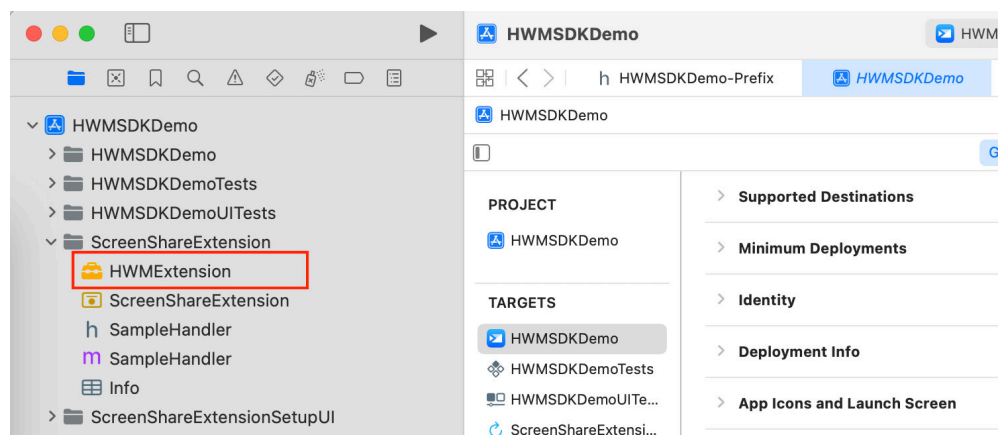 HWMSDKDemo
HWM
HWMSDKDemo-Prefix
HWMSDKDemo
HWMSDKDemo
G
HWMSDKDemo
HWMSDKDemo
HWMSDKDemoTests
HWMSDKDemoUITests
ScreenShareExtension
HWMExtension
ScreenShareExtension
h SampleHandler
m SampleHandler
Info
ScreenShareExtensionSetupUI
PROJECT
HWMSDKDemo
TARGETS
HWMSDKDemo
HWMSDKDemoTests
HWMSDKDemoUITe...
ScreenShareExtensi...
Supported Destinations
Minimum Deployments
Identity
Deployment Info
App Icons and Launch Screen